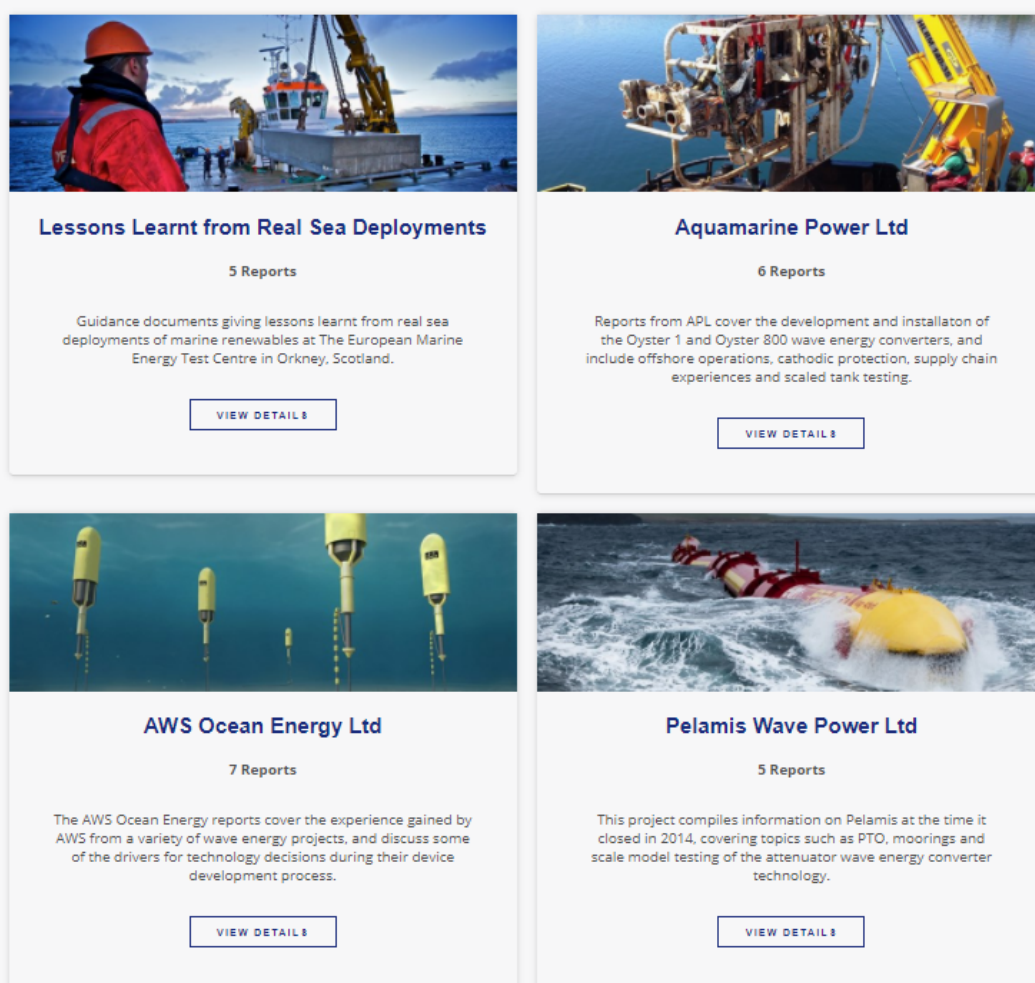 Lessons Learnt from Real Sea Deployments
5 Reports
Guidance documents giving lessons learnt from real sea
deployments of marine renewables at The European Marine
Energy Test Centre in Orkney, Scotland.
VIEW DETAILS
Aquamarine Power Ltd
6 Reports
Reports from APL cover the development and installaton of
the Oyster 1 and Oyster 800 wave energy converters, and
include offshore operations, cathodic protection, supply chain
experiences and scaled tank testing.
VIEW DETAILS
AWS Ocean Energy Ltd
7 Reports
The AWS Ocean Energy reports cover the experience gained by
AWS from a variety of wave energy projects, and discuss some
of the drivers for technology decisions during their device
development process.
VIEW DETAILS
Pelamis Wave Power Ltd
5 Reports
This project compiles information on Pelamis at the time it
closed in 2014, covering topics such as PTO, moorings and
scale model testing of the attenuator wave energy converter
technology.
VIEW DETAILS